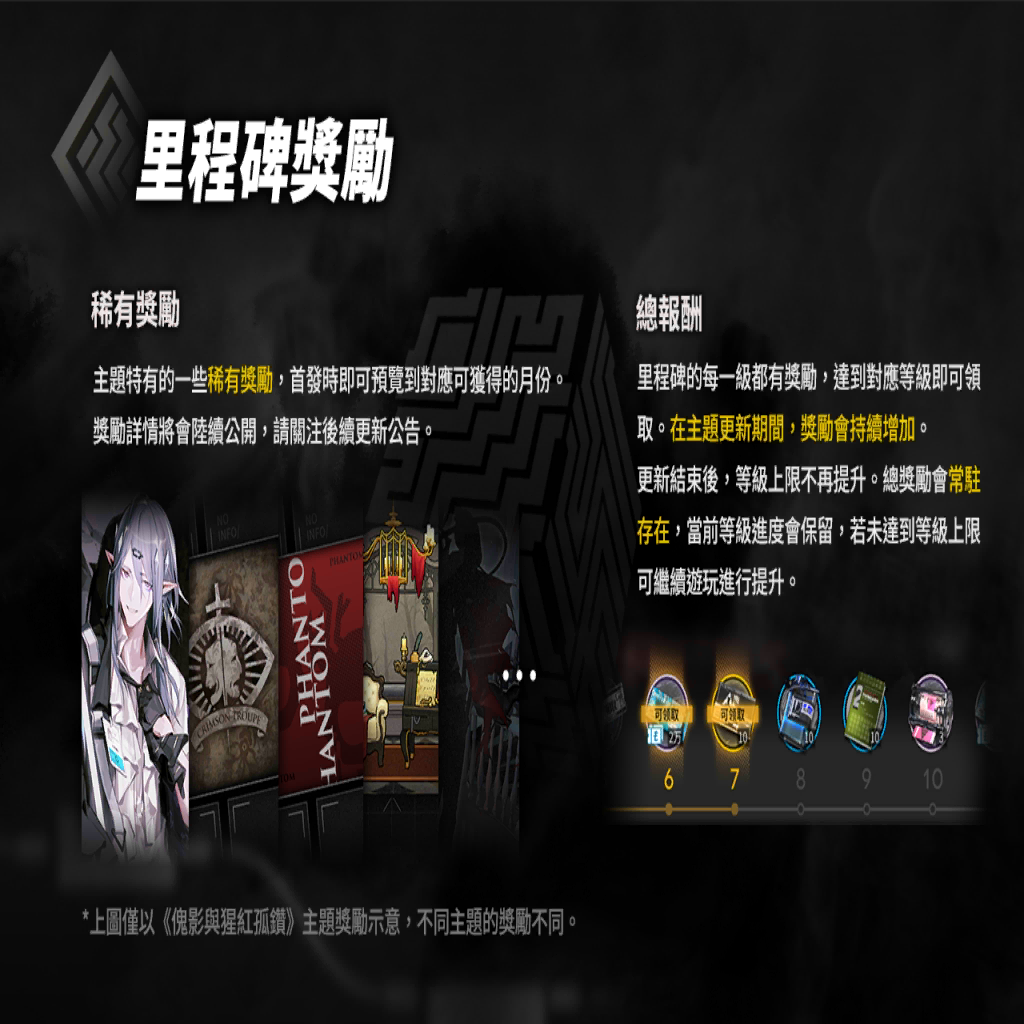 里程碑獎勵
稀有獎勵
主題特有的一些稀有獎勵，首發時即可預覽到對應可獲得的月份。
獎勵詳情將會陸續公開，請關注後續更新公告。
總報酬
里程碑的每一級都有獎勵，達到對應等級即可領
取。在主題更新期間，獎勵會持續增加。
更新結束後，等級上限不再提升。總獎勵會常駐
存在，當前等級進度會保留，若未達到等級上限
可繼續遊玩進行提升。
NO
INFO!
NO
INFO!
PHANTOM
PHANTO
HANTOM
CRIMSON TROUPE
可領取
可領取
2万
10
10
10
3
6
7
8
9
10
*上圖僅以《傀影與猩紅孤鑽》主題獎勵示意，不同主題的獎勵不同。